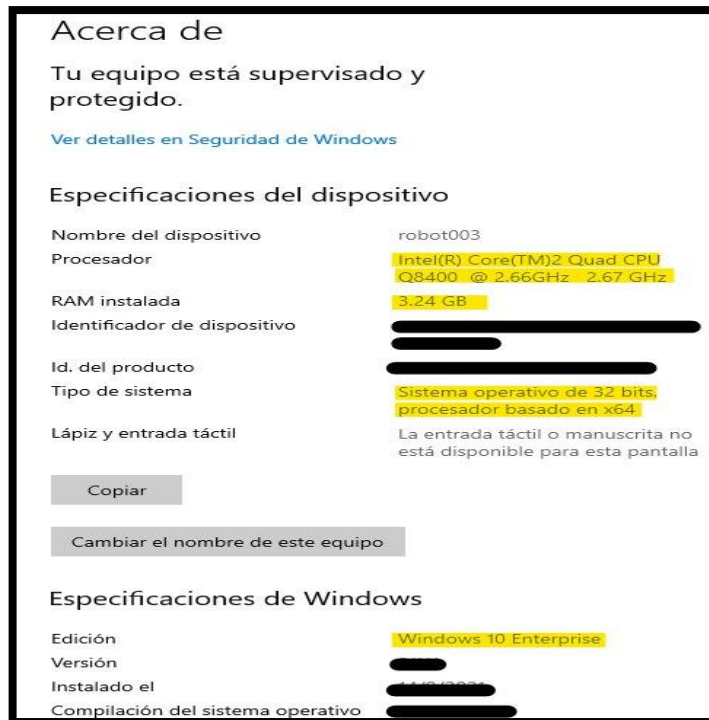 Acerca de
Tu equipo está supervisado y
protegido.
Ver detalles en Seguridad de Windows
Especificaciones del dispositivo
Nombre del dispositivo robot003
Procesador Intel(R) Core(TM)2 Quad CPU
Q8400 @ 2.66GHz 2.67 GHz
RAM instalada 3.24 GB
Identificador de dispositivo
Id. del producto
Tipo de sistema Sistema operativo de 32 bits,
procesador basado en x64
Lápiz y entrada táctil La entrada táctil o manuscrita no
está disponible para esta pantalla
Copiar
Cambiar el nombre de este equipo
Especificaciones de Windows
Edición Windows 10 Enterprise
Versión
Instalado el
Compilación del sistema operativo